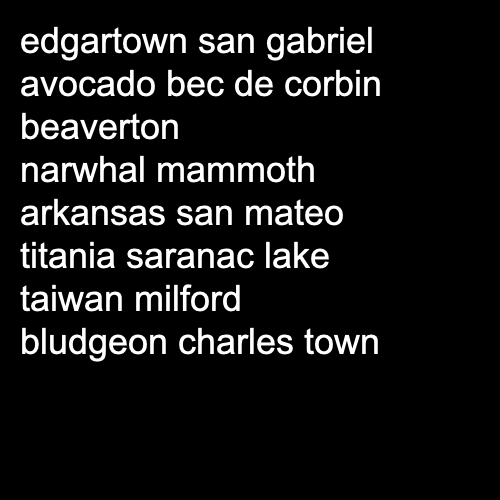 edgartown san gabriel
avocado bec de corbin
beaverton
narwhal mammoth
arkansas san mateo
titania saranac lake
taiwan milford
bludgeon charles town